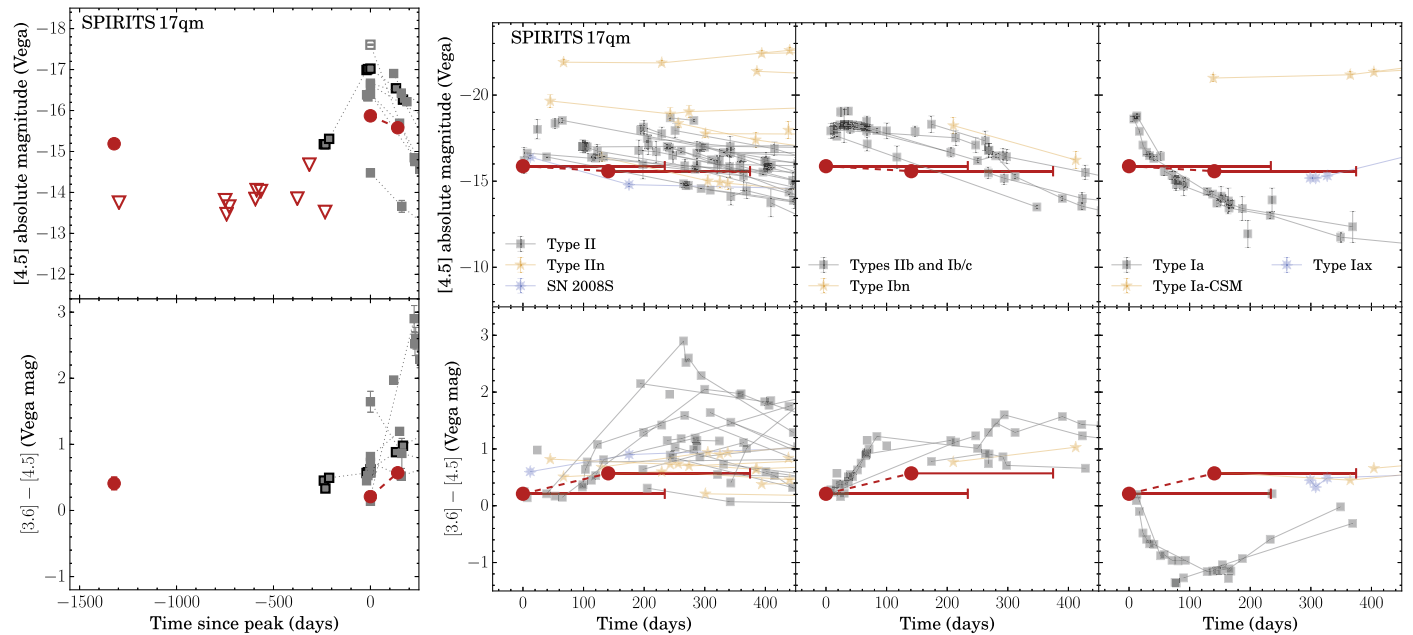 SPIRITS 17qm
−18
−17
−16
−15
−14
−13
−12
[4.5] absolute magnitude (Vega)
3
2
1
0
−1
[3.6] − [4.5] (Vega mag)
−1500 −1000 −500 0
Time since peak (days)
SPIRITS 17qm
−20
−15
−10
[4.5] absolute magnitude (Vega)
Type II
Type IIn
SN 2008S
Types IIb and Ib/c
Type Ibn
Type Ia
Type Ia-CSM
Type Iax
3
2
1
0
−1
[3.6] − [4.5] (Vega mag)
0 100 200 300 400
0 100 200 300 400
0 100 200 300 400
Time (days)
Time (days)
Time (days)